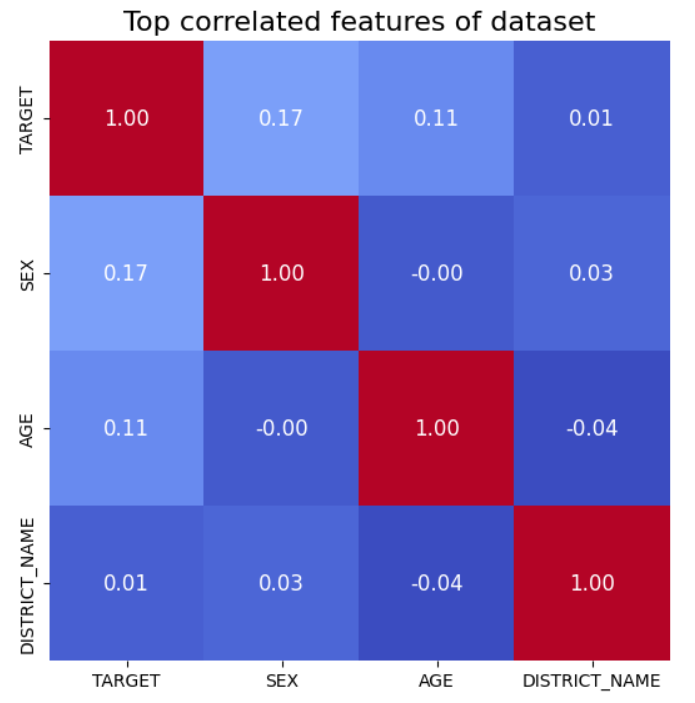 Top correlated features of dataset
TARGET
1.00 0.17 0.11 0.01
SEX
0.17 1.00 -0.00 0.03
AGE
0.11 -0.00 1.00 -0.04
DISTRICT_NAME
0.01 0.03 -0.04 1.00
TARGET SEX AGE DISTRICT_NAME